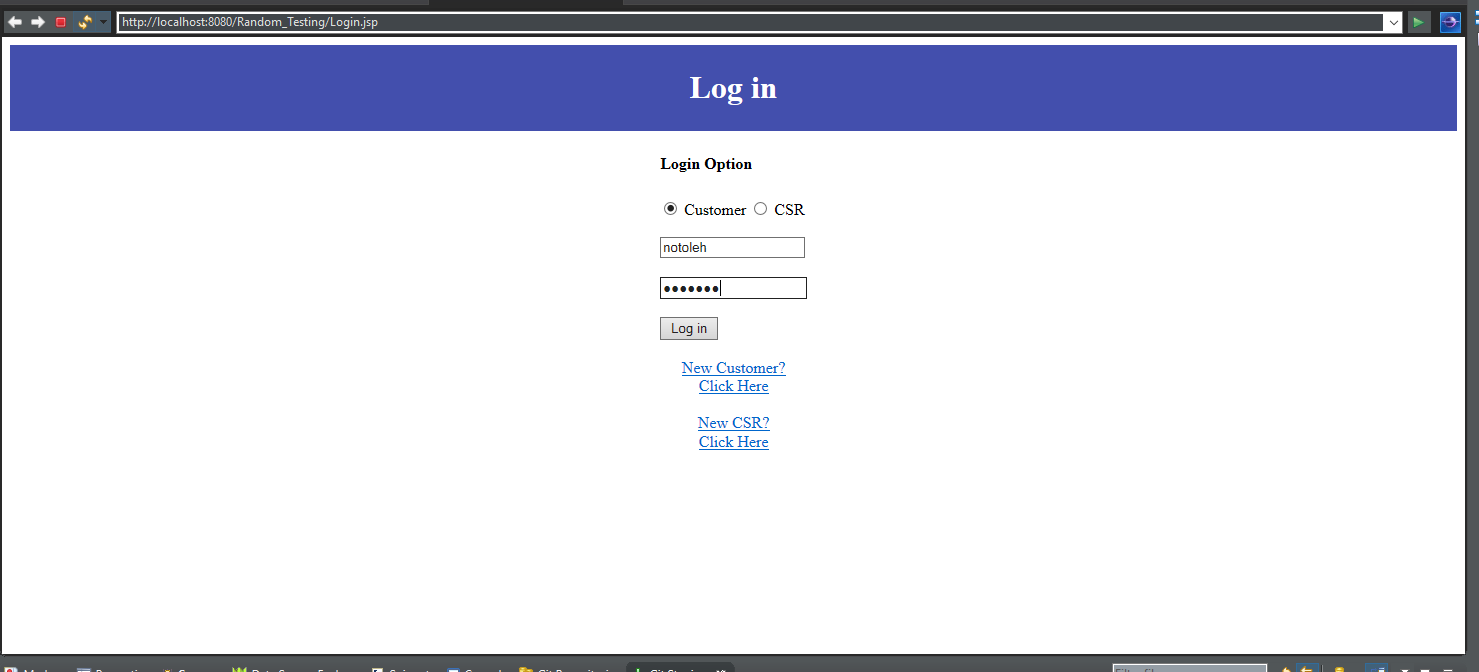 http://localhost:8080/Random_Testing/Login.jsp
Log in
Login Option
Customer CSR
notoleh
•••••••
Log in
New Customer?
Click Here
New CSR?
Click Here